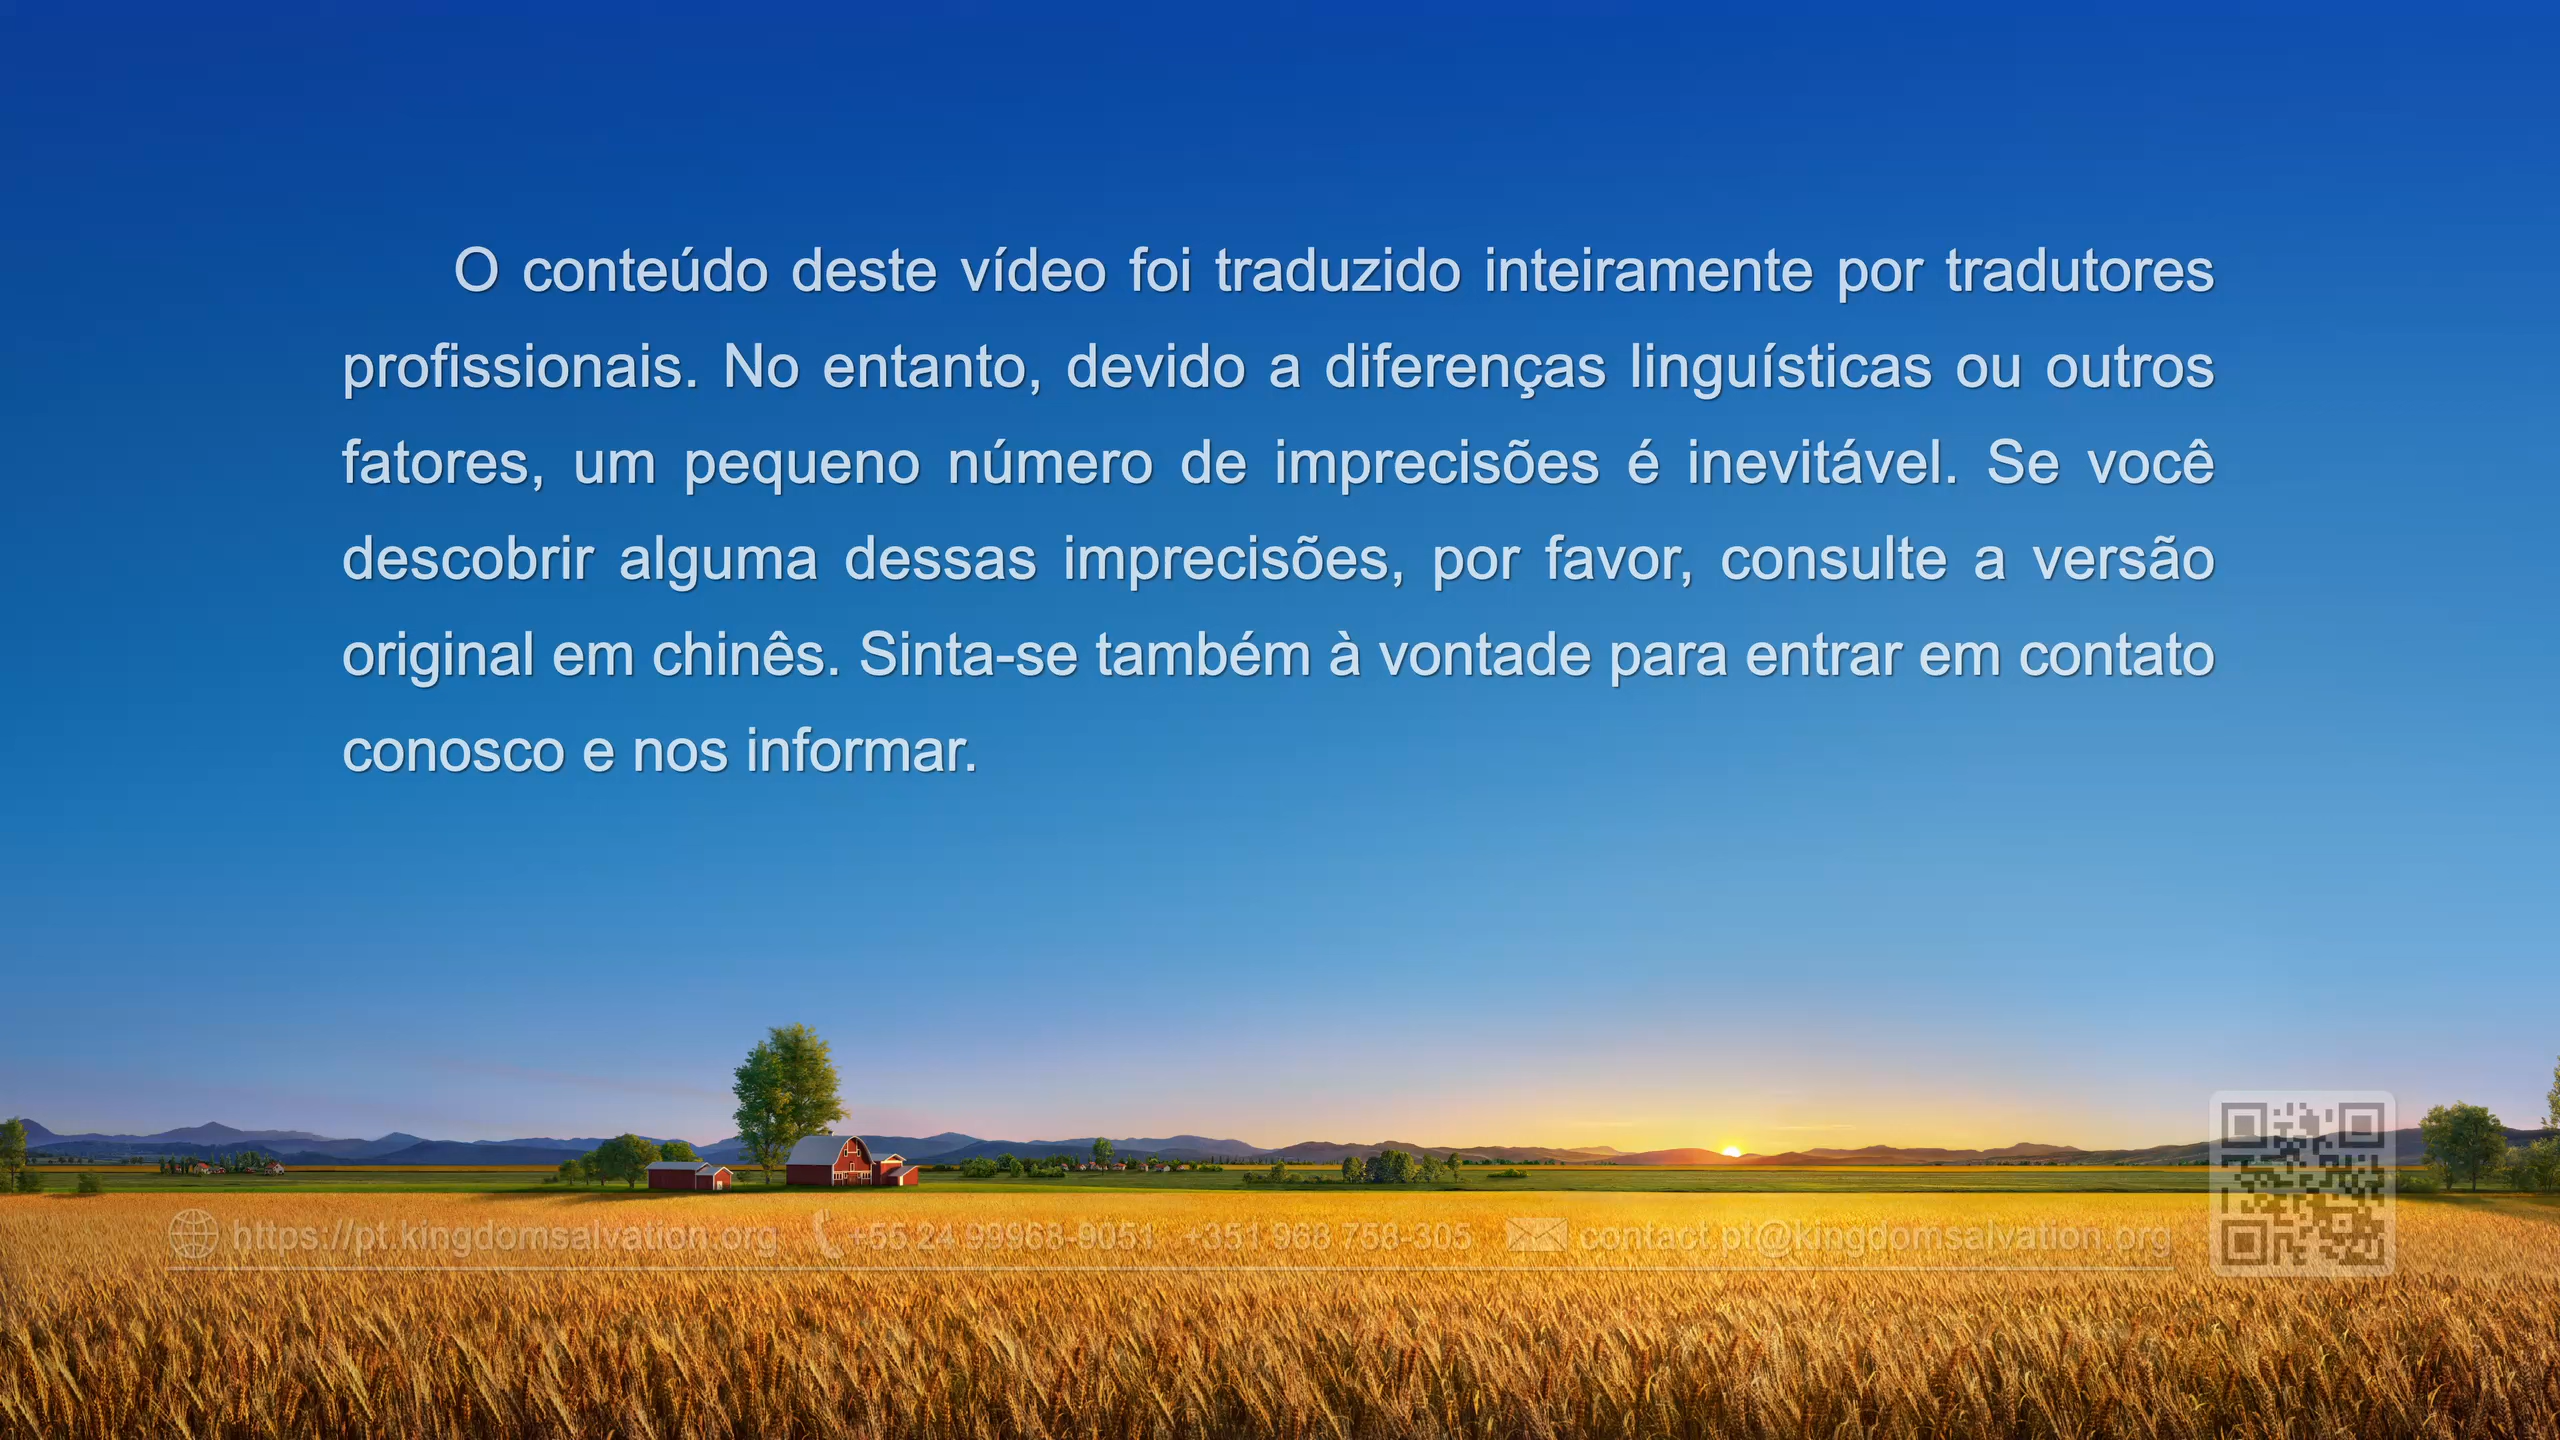 O conteúdo deste vídeo foi traduzido inteiramente por tradutores
profissionais. No entanto, devido a diferenças linguísticas ou outros
fatores, um pequeno número de imprecisões é inevitável. Se você
descobrir alguma dessas imprecisões, por favor, consulte a versão
original em chinês. Sinta-se também à vontade para entrar em contato
conosco e nos informar.
https://pt.kingdomsalvation.org +55 24 99968-9051 +351 968 758-305 contact.pt@kingdomsalvation.org